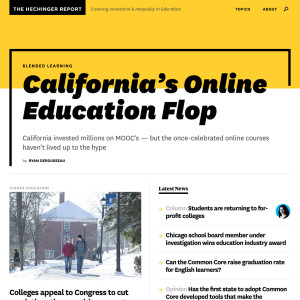 THE HECHINGER REPORT
Covering Innovation & Inequality in Education
TOPICS
ABOUT
BLENDED LEARNING
California's Online
Education Flop
California invested millions on MOOC's — but the once-celebrated online courses
haven't lived up to the hype
by RYAN DEROUSSEAU
HIGHER EDUCATION
Colleges appeal to Congress to cut
Latest News
Column Students are returning to for-
profit colleges
Chicago school board member under
investigation wins education industry award
Can the Common Core raise graduation rate
for English learners?
Opinion Has the first state to adopt Common
Core developed tools that make the